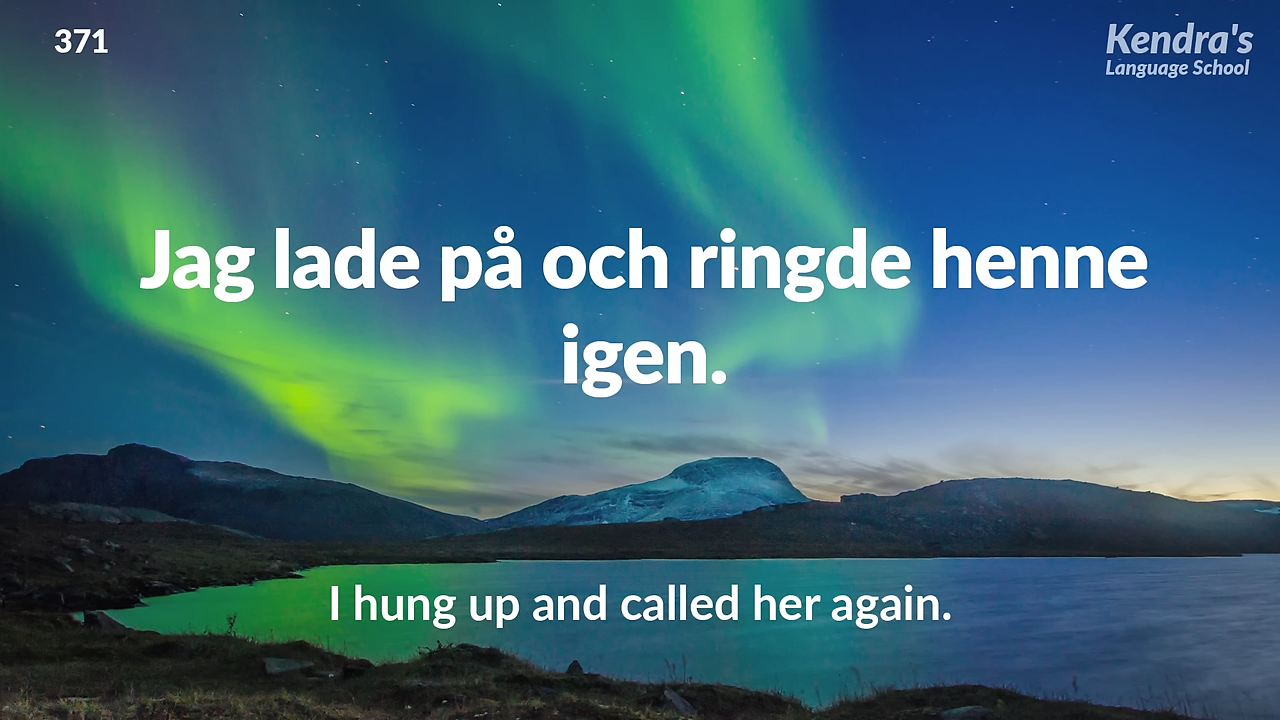 371
Kendra's
Language School
Jag lade på och ringde henne
igen.
I hung up and called her again.